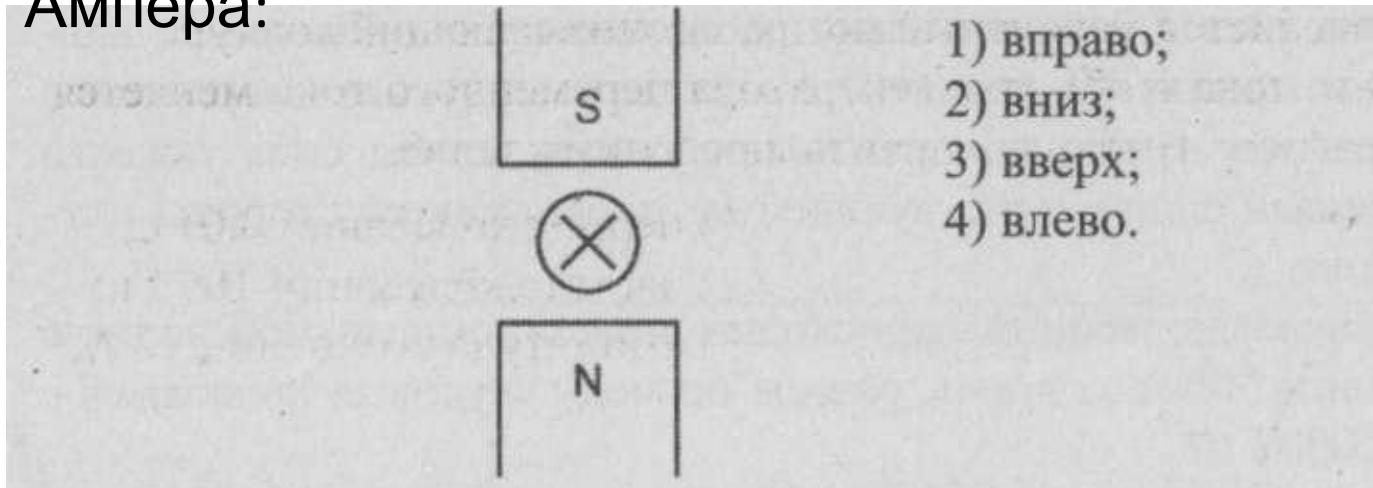 Ампера:
1) вправо;
2) вниз;
3) вверх;
4) влево.
S
N